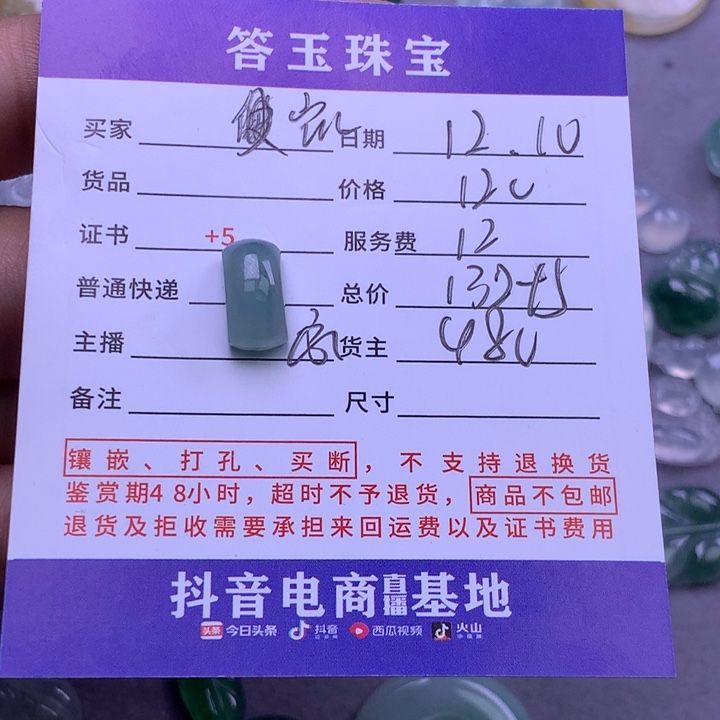 答玉珠宝
买家 日期 12.10
货品 价格 120
证书 +5 服务费 12
普通快递 总价 132+5
主播 货主 480
备注 尺寸
镶嵌、打孔、买断，不支持退换货
鉴赏期48小时，超时不予退货，商品不包邮
退货及拒收需要承担来回运费以及证书费用
抖音电商直播基地
头条 今日头条 抖音 西瓜视频 火山